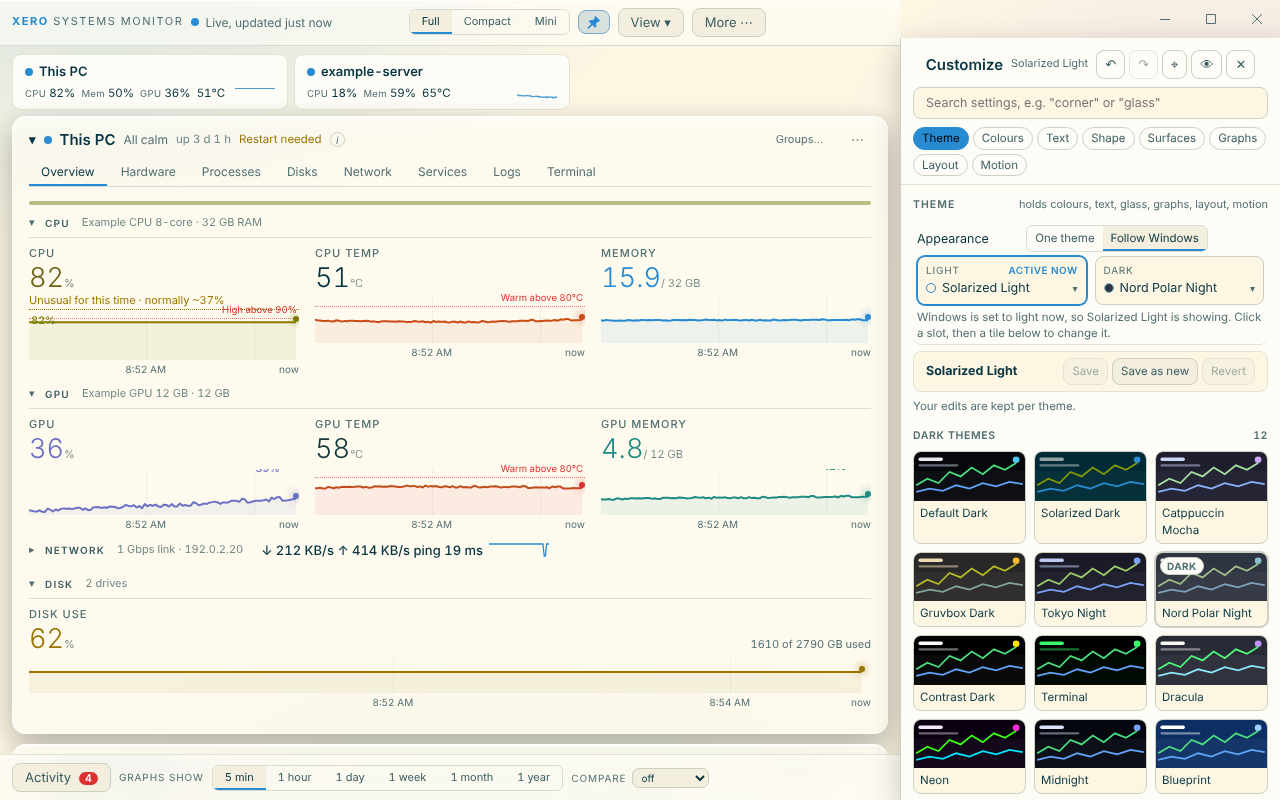 XERO SYSTEMS MONITOR Live, updated just now Full Compact Mini View ▾ More ···
This PC
CPU 82% Mem 50% GPU 36% 51°C
example-server
CPU 18% Mem 59% 65°C
▾ This PC All calm up 3 d 1 h Restart needed i Groups... ···
Overview Hardware Processes Disks Network Services Logs Terminal
▾ CPU Example CPU 8-core · 32 GB RAM
CPU
82%
Unusual for this time · normally ~37%
High above 90%
82%
8:52 AM now
CPU TEMP
51°C
Warm above 80°C
8:52 AM now
MEMORY
15.9/ 32 GB
8:52 AM now
▾ GPU Example GPU 12 GB · 12 GB
GPU
36%
8:52 AM now
GPU TEMP
58°C
Warm above 80°C
8:52 AM now
GPU MEMORY
4.8/ 12 GB
8:52 AM now
▸ NETWORK 1 Gbps link · 192.0.2.20 ↓ 212 KB/s ↑ 414 KB/s ping 19 ms
▾ DISK 2 drives
DISK USE
62%
1610 of 2790 GB used
8:52 AM 8:54 AM now
Activity 4 GRAPHS SHOW 5 min 1 hour 1 day 1 week 1 month 1 year COMPARE off
Customize Solarized Light
Search settings, e.g. "corner" or "glass"
Theme Colours Text Shape Surfaces Graphs
Layout Motion
THEME holds colours, text, glass, graphs, layout, motion
Appearance One theme Follow Windows
LIGHT ACTIVE NOW
Solarized Light ▾
DARK
Nord Polar Night ▾
Windows is set to light now, so Solarized Light is showing. Click
a slot, then a tile below to change it.
Solarized Light Save Save as new Revert
Your edits are kept per theme.
DARK THEMES 12
Default Dark
Solarized Dark
Catppuccin
Mocha
Gruvbox Dark
Tokyo Night
DARK
Nord Polar Night
Contrast Dark
Terminal
Dracula
Neon
Midnight
Blueprint